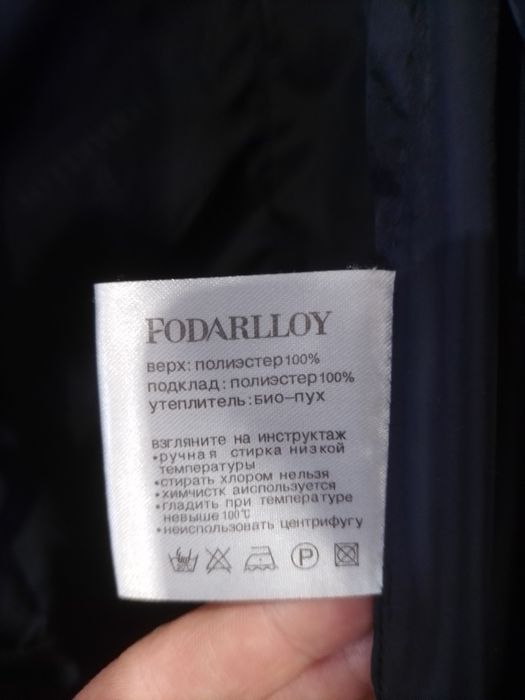 FODARLLOY
верх: полиэстер100%
подклад: полиэстер100%
утеплитель: БИО-ПУХ
взгляните на инструктаж
•ручная стирка низкой
температуры
•стирать хлором нельзя
•химчистк аиспользуется
•гладить при температуре
невыше 100℃
•неиспользовать центрифугу
P